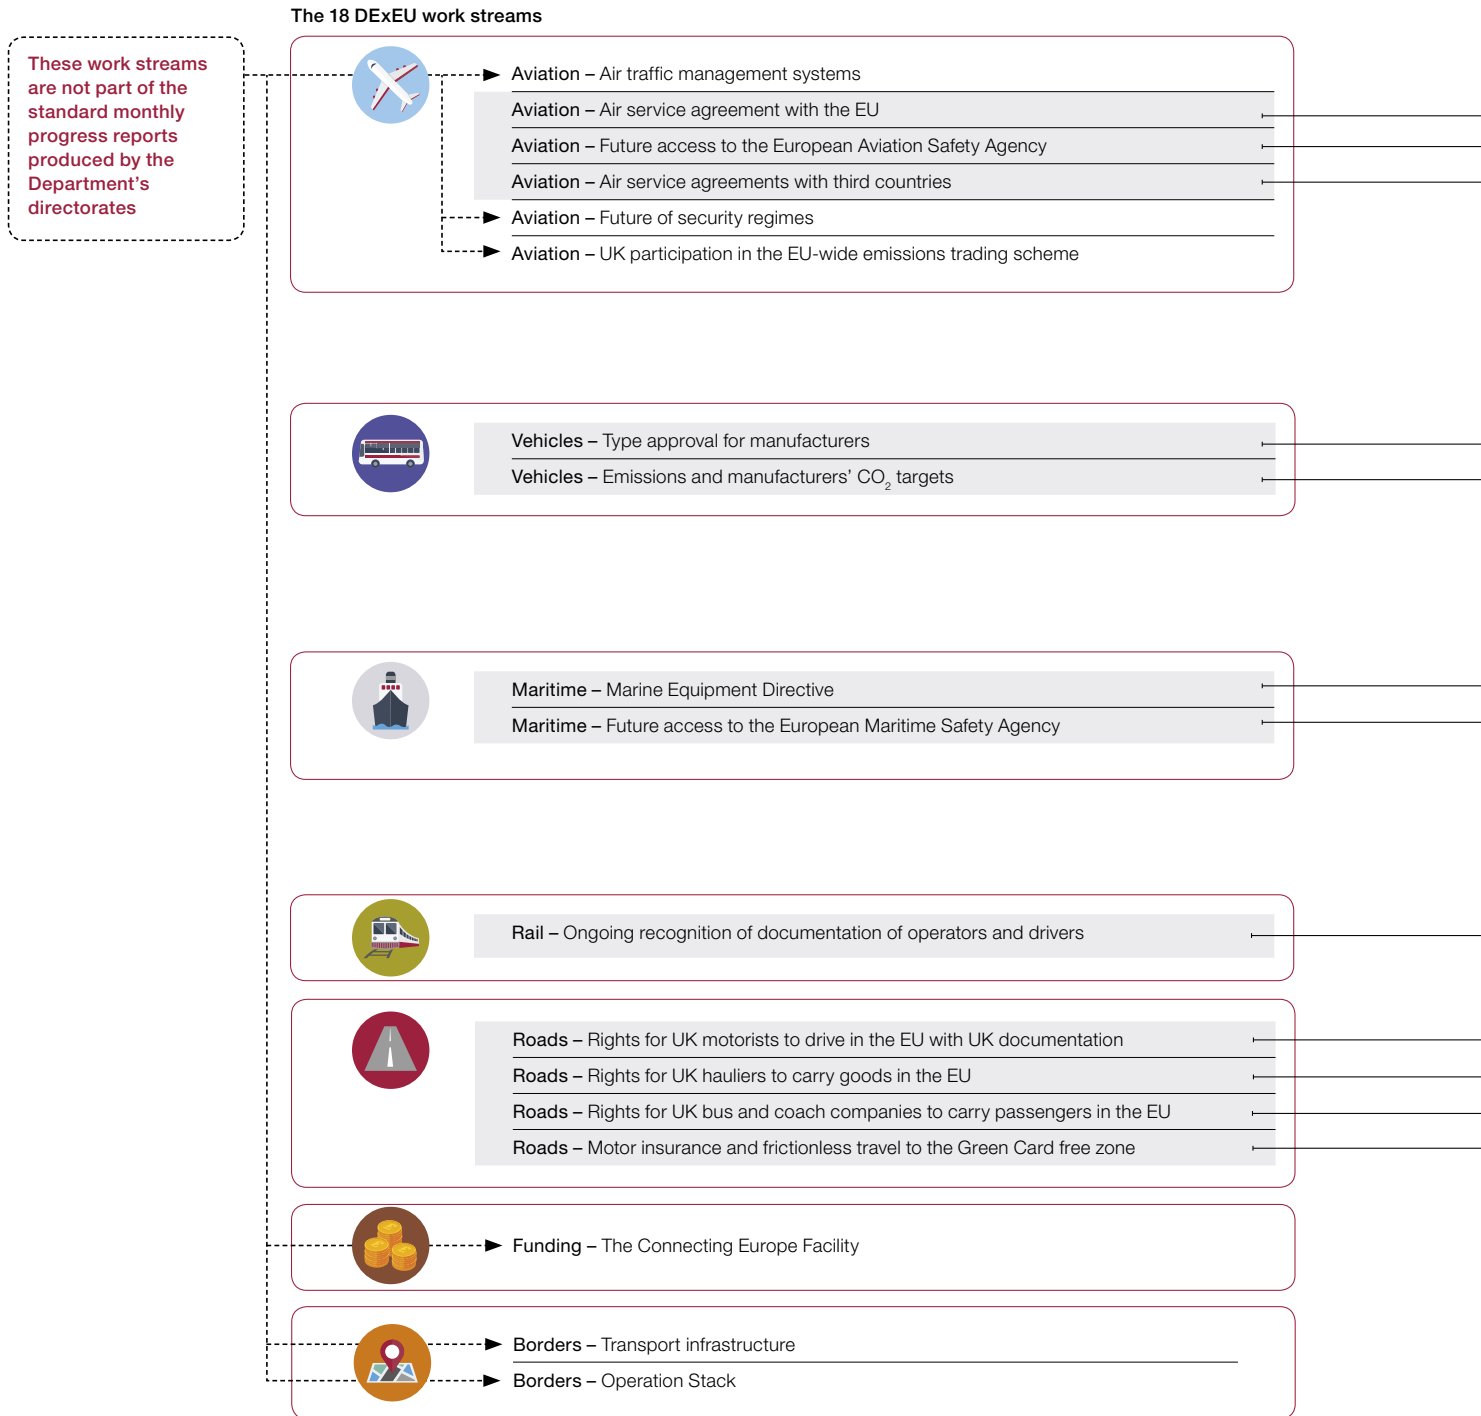 The 18 DExEU work streams
These work streams
are not part of the
standard monthly
progress reports
produced by the
Department’s
directorates
Aviation – Air traffic management systems
Aviation – Air service agreement with the EU
Aviation – Future access to the European Aviation Safety Agency
Aviation – Air service agreements with third countries
Aviation – Future of security regimes
Aviation – UK participation in the EU-wide emissions trading scheme
Vehicles – Type approval for manufacturers
Vehicles – Emissions and manufacturers’ CO₂ targets
Maritime – Marine Equipment Directive
Maritime – Future access to the European Maritime Safety Agency
Rail – Ongoing recognition of documentation of operators and drivers
Roads – Rights for UK motorists to drive in the EU with UK documentation
Roads – Rights for UK hauliers to carry goods in the EU
Roads – Rights for UK bus and coach companies to carry passengers in the EU
Roads – Motor insurance and frictionless travel to the Green Card free zone
Funding – The Connecting Europe Facility
Borders – Transport infrastructure
Borders – Operation Stack